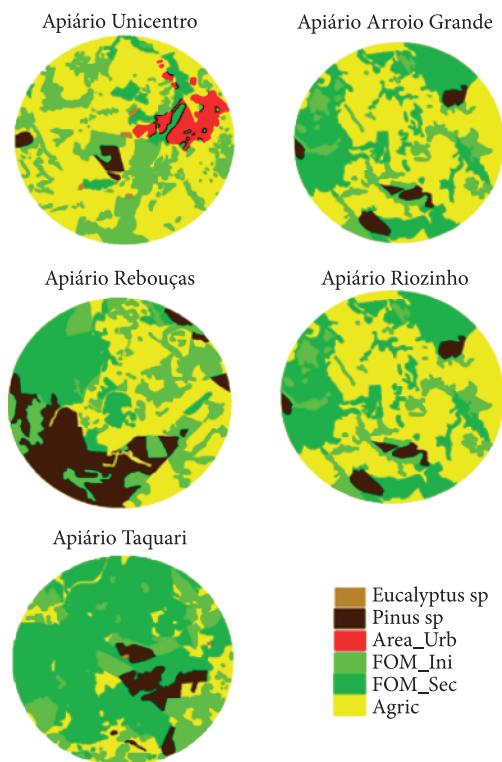 Apiário Unicentro
Apiário Arroio Grande
Apiário Rebouças
Apiário Riozinho
Apiário Taquari
Eucalyptus sp
Pinus sp
Area_Urb
FOM_Ini
FOM_Sec
Agric